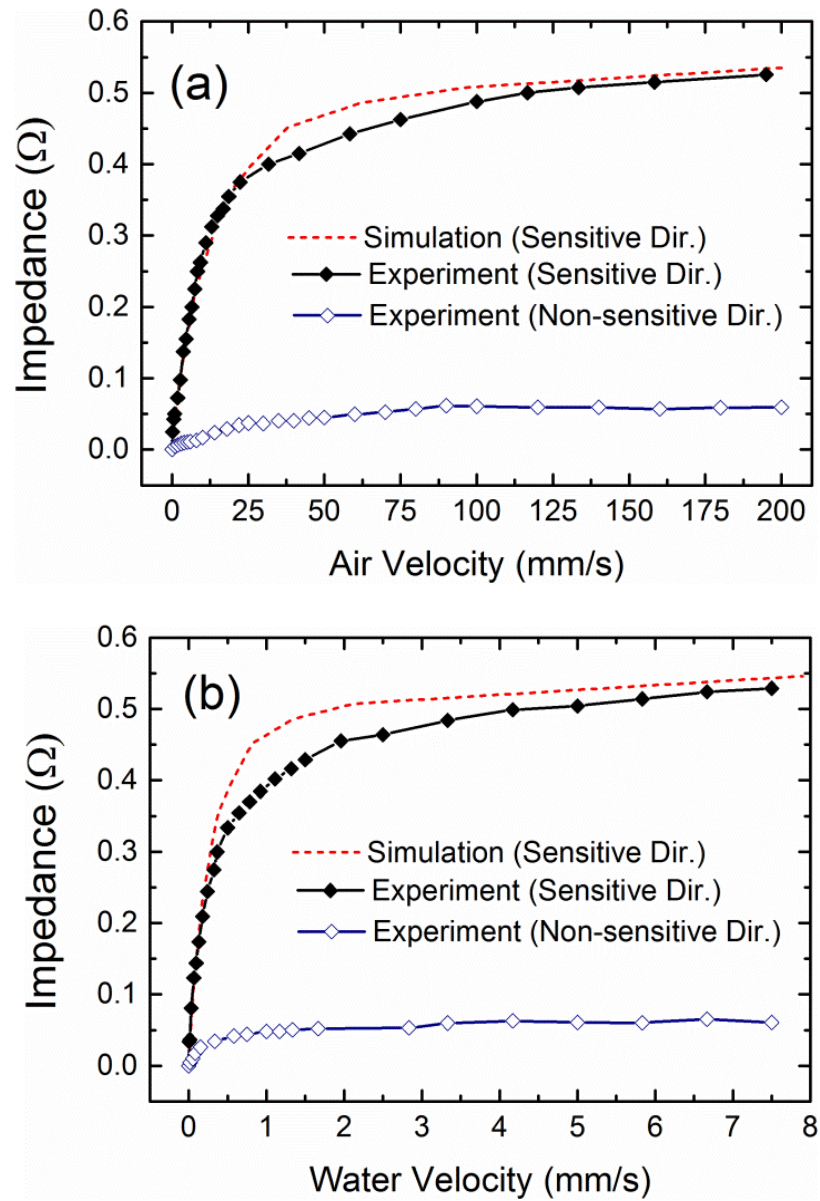 0.6
0.5
0.4
0.3
0.2
0.1
0.0
Impedance (Ω)
(a)
Simulation (Sensitive Dir.)
Experiment (Sensitive Dir.)
Experiment (Non-sensitive Dir.)
0 25 50 75 100 125 150 175 200
Air Velocity (mm/s)
0.6
0.5
0.4
0.3
0.2
0.1
0.0
Impedance (Ω)
(b)
Simulation (Sensitive Dir.)
Experiment (Sensitive Dir.)
Experiment (Non-sensitive Dir.)
0 1 2 3 4 5 6 7 8
Water Velocity (mm/s)